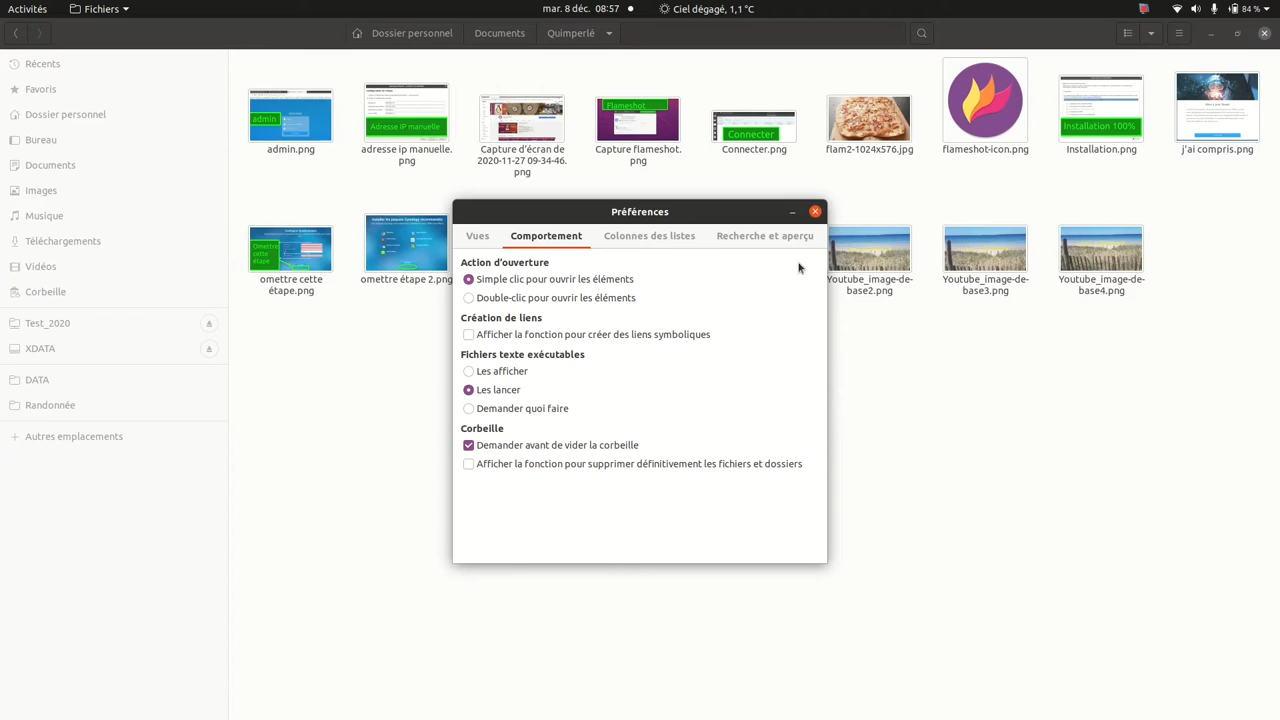 Activités
Fichiers
mar. 8 déc. 08:57
Ciel dégagé, 1,1 °C
84 %
Dossier personnel
Documents
Quimperlé
Récents
Favoris
Dossier personnel
Bureau
Documents
Images
Musique
Téléchargements
Vidéos
Corbeille
Test_2020
XDATA
DATA
Randonnée
Autres emplacements
admin
admin.png
Adresse IP manuelle
adresse ip manuelle.
png
Capture d'écran de
2020-11-27 09-34-46.
png
Flameshot
Capture flameshot.
png
Connecter
Connecter.png
flam2-1024x576.jpg
flameshot-icon.png
Installation 100%
Installation.png
j'ai compris.png
Omettre
cette
étape
omettre cette
étape.png
omettre étape 2.png
Youtube_image-de-
base2.png
Youtube_image-de-
base3.png
Youtube_image-de-
base4.png
Préférences
Vues
Comportement
Colonnes des listes
Recherche et aperçu
Action d'ouverture
Simple clic pour ouvrir les éléments
Double-clic pour ouvrir les éléments
Création de liens
Afficher la fonction pour créer des liens symboliques
Fichiers texte exécutables
Les afficher
Les lancer
Demander quoi faire
Corbeille
Demander avant de vider la corbeille
Afficher la fonction pour supprimer définitivement les fichiers et dossiers